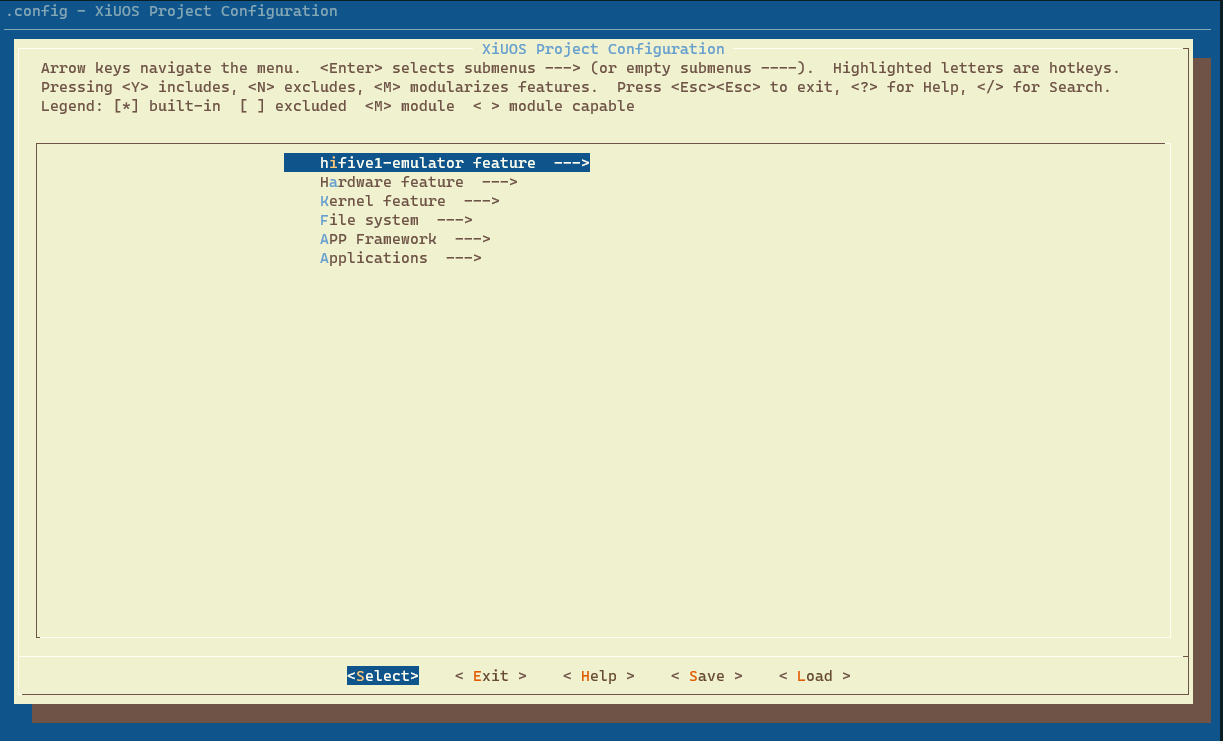 .config - XiUOS Project Configuration
XiUOS Project Configuration
Arrow keys navigate the menu.  <Enter> selects submenus ---> (or empty submenus ----).  Highlighted letters are hotkeys.
Pressing <Y> includes, <N> excludes, <M> modularizes features.  Press <Esc><Esc> to exit, <?> for Help, </> for Search.
Legend: [*] built-in  [ ] excluded  <M> module  < > module capable
hifive1-emulator feature  --->
Hardware feature  --->
Kernel feature  --->
File system  --->
APP Framework  --->
Applications  --->
<Select>    < Exit >    < Help >    < Save >    < Load >